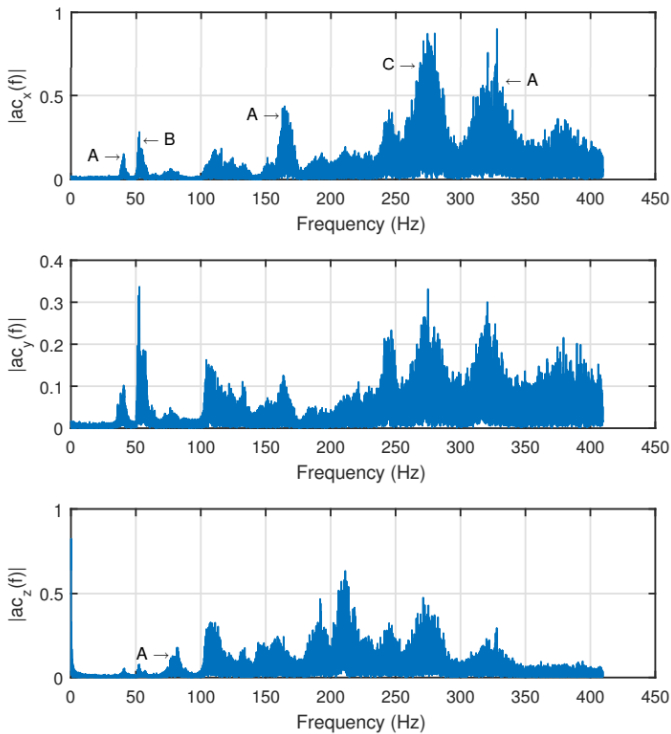 1
0.5
0
|ac_x(f)|
A →
→ B
A →
C →
→ A
0 50 100 150 200 250 300 350 400 450
Frequency (Hz)
0.4
0.3
0.2
0.1
0
|ac_y(f)|
0 50 100 150 200 250 300 350 400 450
Frequency (Hz)
1
0.5
0
|ac_z(f)|
A →
0 50 100 150 200 250 300 350 400 450
Frequency (Hz)